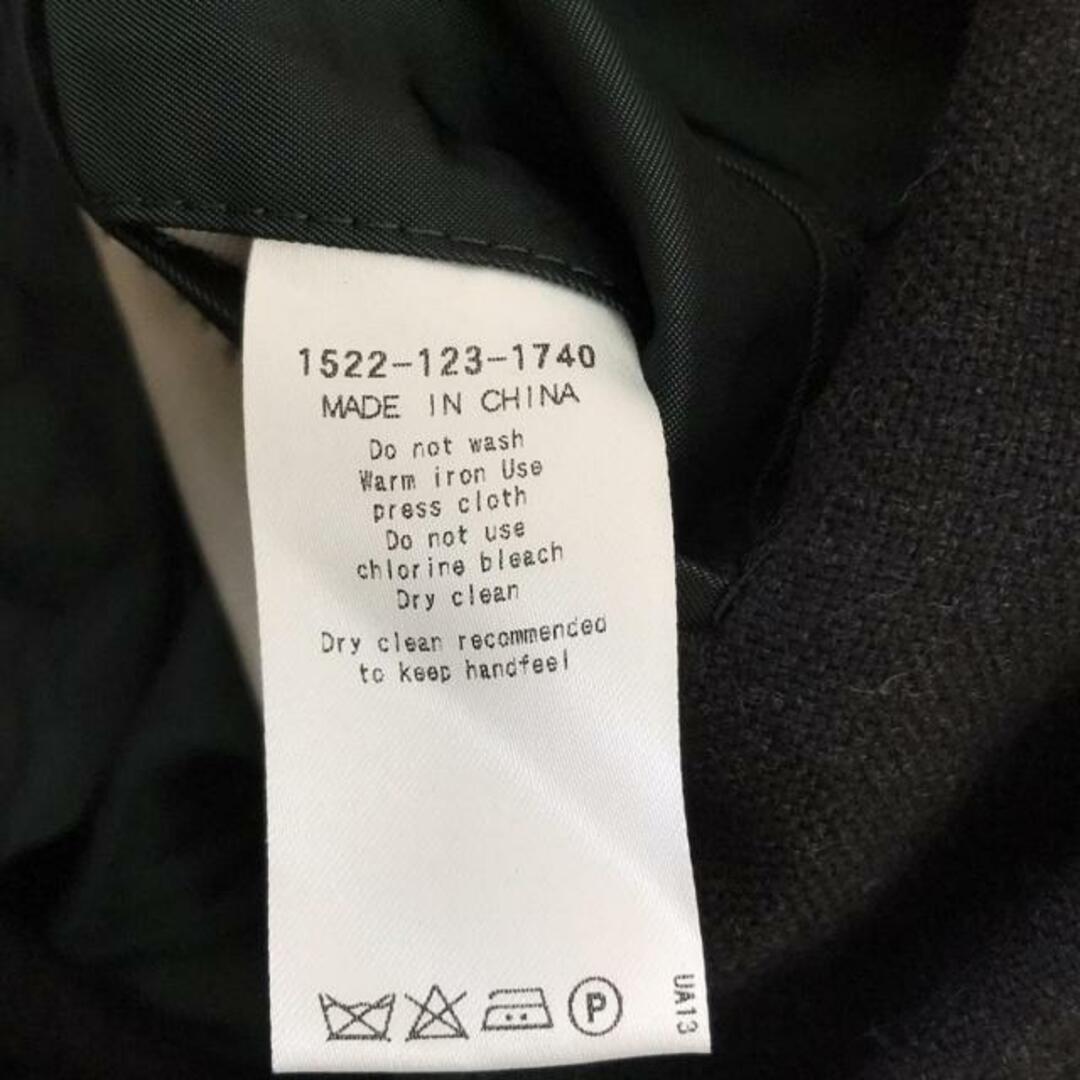 1522-123-1740
MADE IN CHINA
Do not wash
Warm iron Use
press cloth
Do not use
chlorine bleach
Dry clean
Dry clean recommended
to keep handfeel
P
UA13